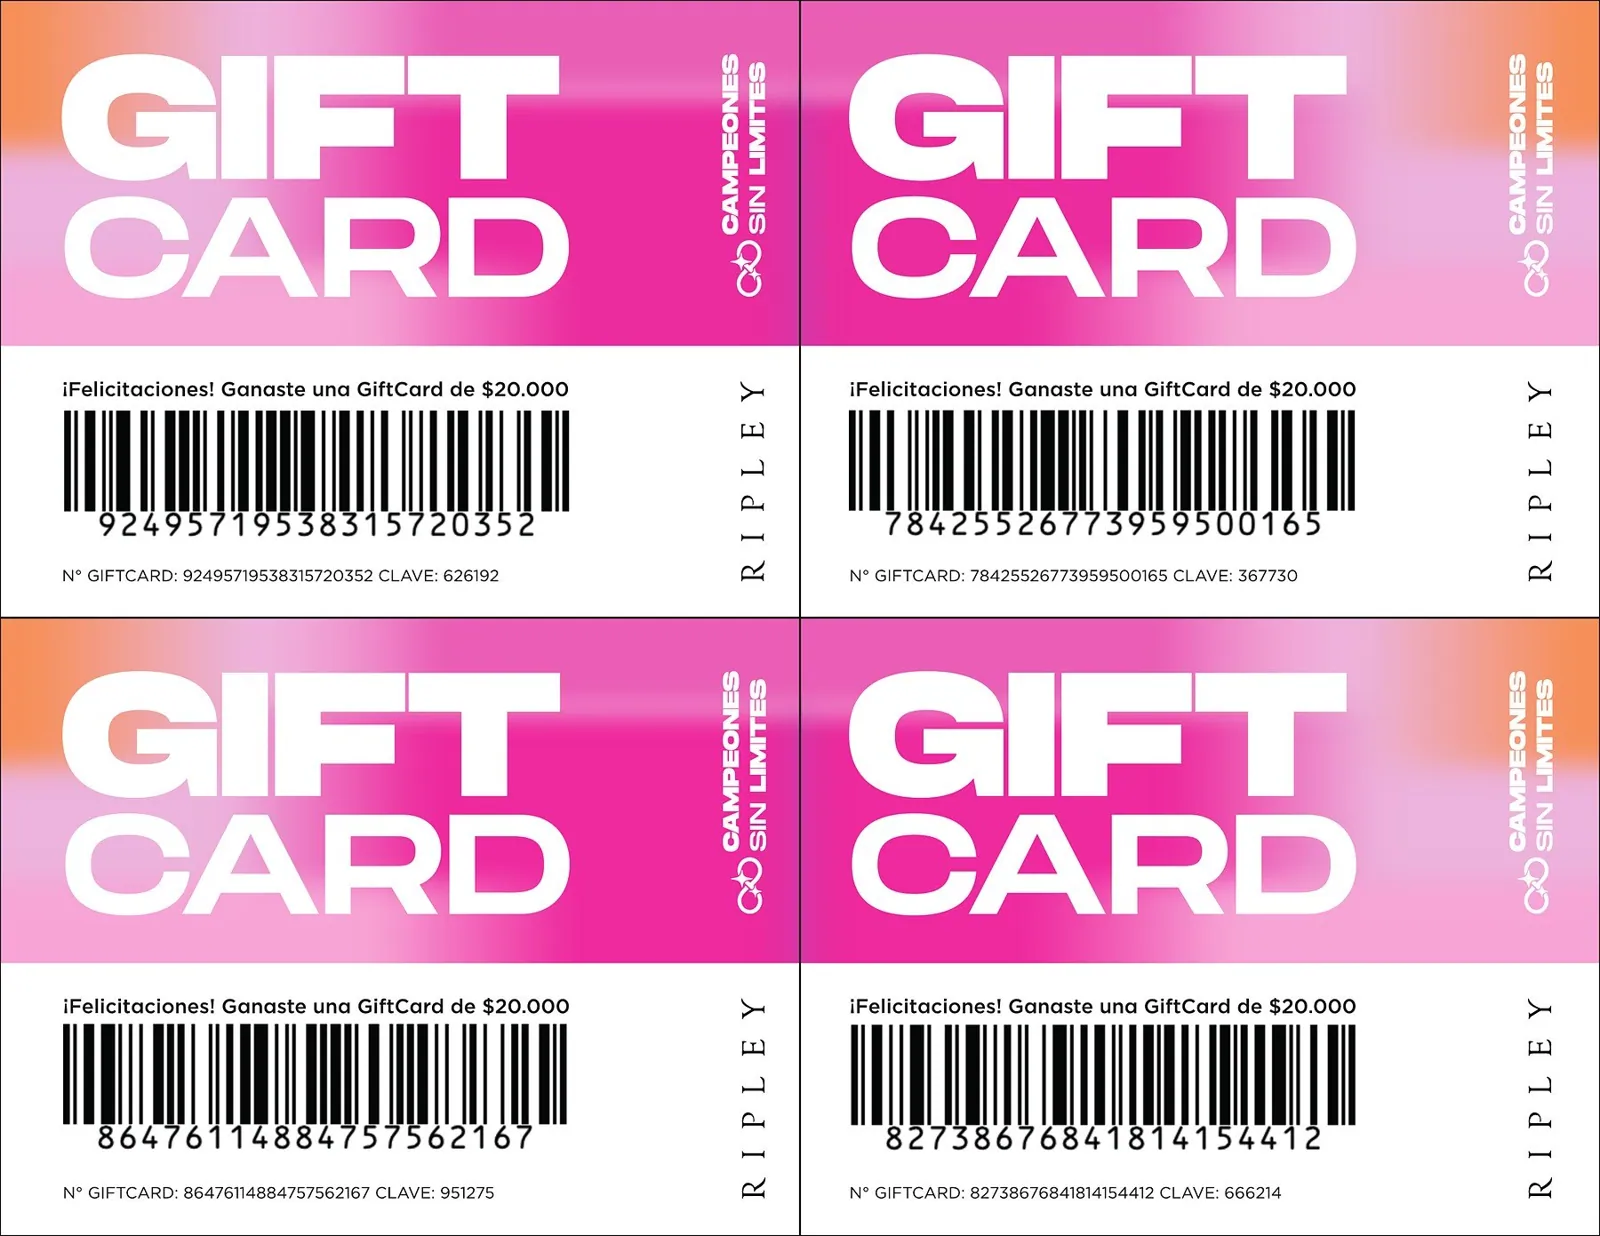 GIFT
CARD
CAMPEONES
SIN LIMITES
¡Felicitaciones! Ganaste una GiftCard de $20.000
92495719538315720352
N° GIFTCARD: 92495719538315720352 CLAVE: 626192
RIPLEY
GIFT
CARD
CAMPEONES
SIN LIMITES
¡Felicitaciones! Ganaste una GiftCard de $20.000
78425526773959500165
N° GIFTCARD: 78425526773959500165 CLAVE: 367730
RIPLEY
GIFT
CARD
CAMPEONES
SIN LIMITES
¡Felicitaciones! Ganaste una GiftCard de $20.000
86476114884757562167
N° GIFTCARD: 86476114884757562167 CLAVE: 951275
RIPLEY
GIFT
CARD
CAMPEONES
SIN LIMITES
¡Felicitaciones! Ganaste una GiftCard de $20.000
82738676841814154412
N° GIFTCARD: 82738676841814154412 CLAVE: 666214
RIPLEY